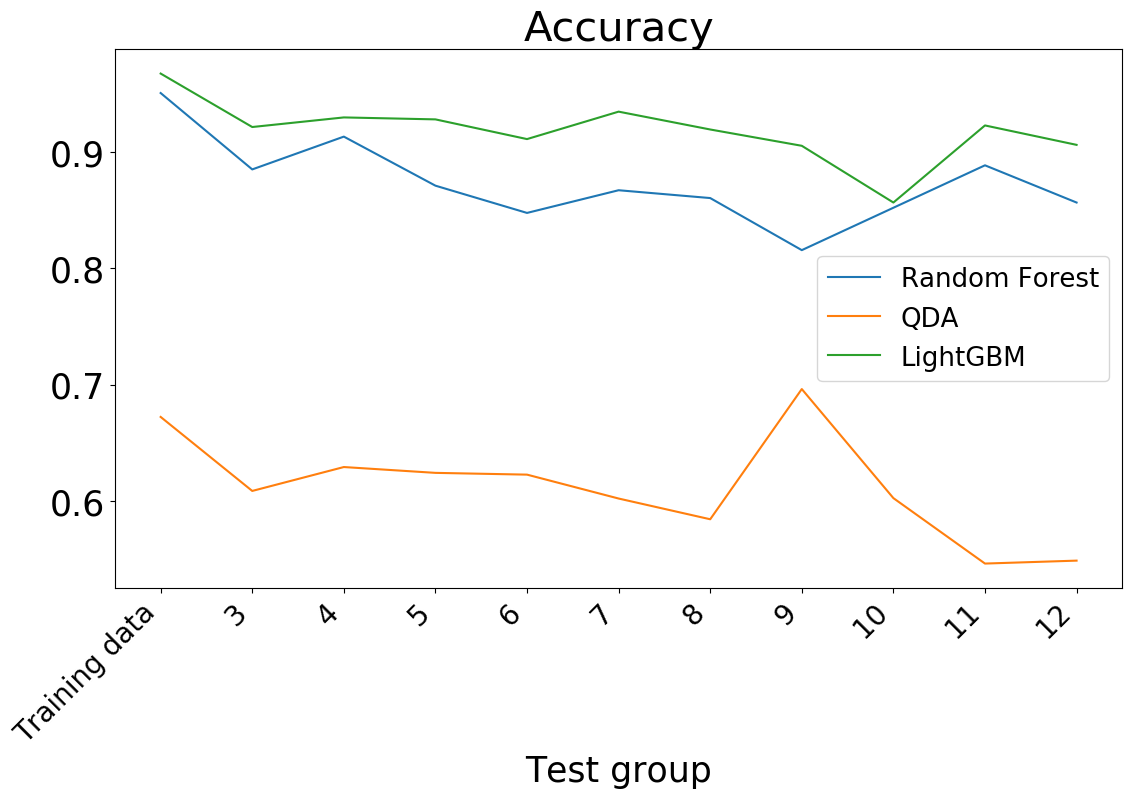 Accuracy
0.9
0.8
0.7
0.6
Random Forest
QDA
LightGBM
Training data
3
4
5
6
7
8
9
10
11
12
Test group